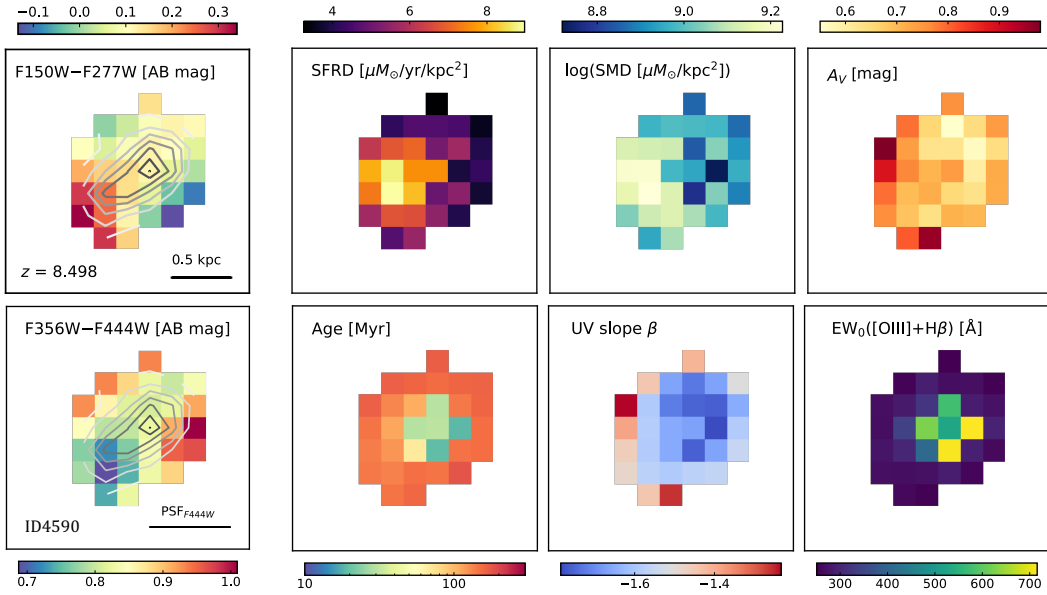 −0.1 0.0 0.1 0.2 0.3
4 6 8
8.8 9.0 9.2
0.6 0.7 0.8 0.9
F150W−F277W [AB mag]
SFRD [μM⊙/yr/kpc²]
log(SMD [μM⊙/kpc²])
A_V [mag]
0.5 kpc
z = 8.498
F356W−F444W [AB mag]
Age [Myr]
UV slope β
EW₀([OIII]+Hβ) [Å]
PSF_F444W
ID4590
0.7 0.8 0.9 1.0
10 100
−1.6 −1.4
300 400 500 600 700